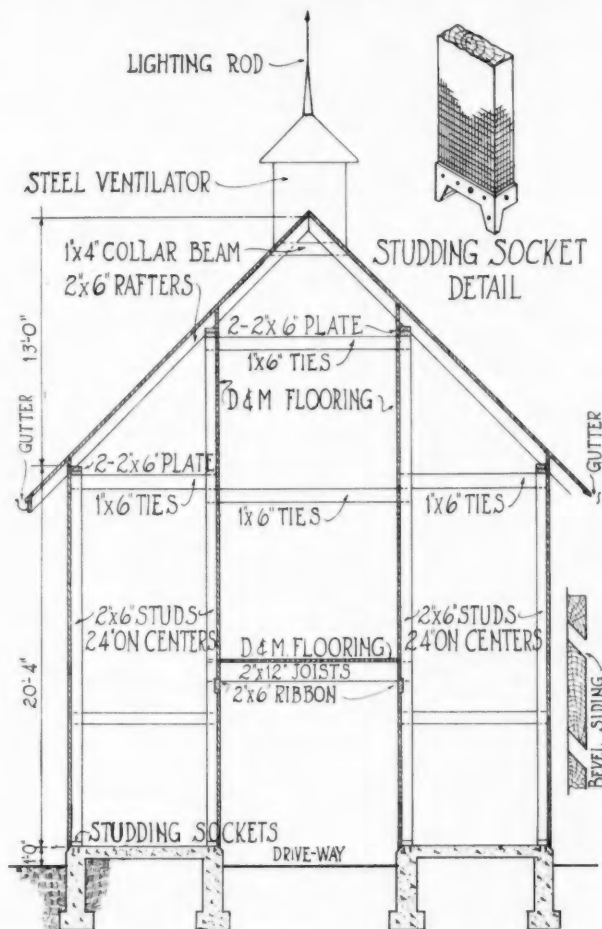 LIGHTING ROD
STEEL VENTILATOR
STUDDING SOCKET
DETAIL
1"x4" COLLAR BEAM
2"x6" RAFTERS
2-2"x6" PLATE
1"x6" TIES
D&M FLOORING
13'-0"
GUTTER
GUTTER
2-2"x6" PLATE
1"x6" TIES
1"x6" TIES
1"x6" TIES
2"x6" STUDS
24" ON CENTERS
2"x6" STUDS
24" ON CENTERS
D&M FLOORING
2"x12" JOISTS
2"x6" RIBBON
20'-4"
BEVEL SIDING
STUDDING SOCKETS
1'-0"
DRIVE-WAY